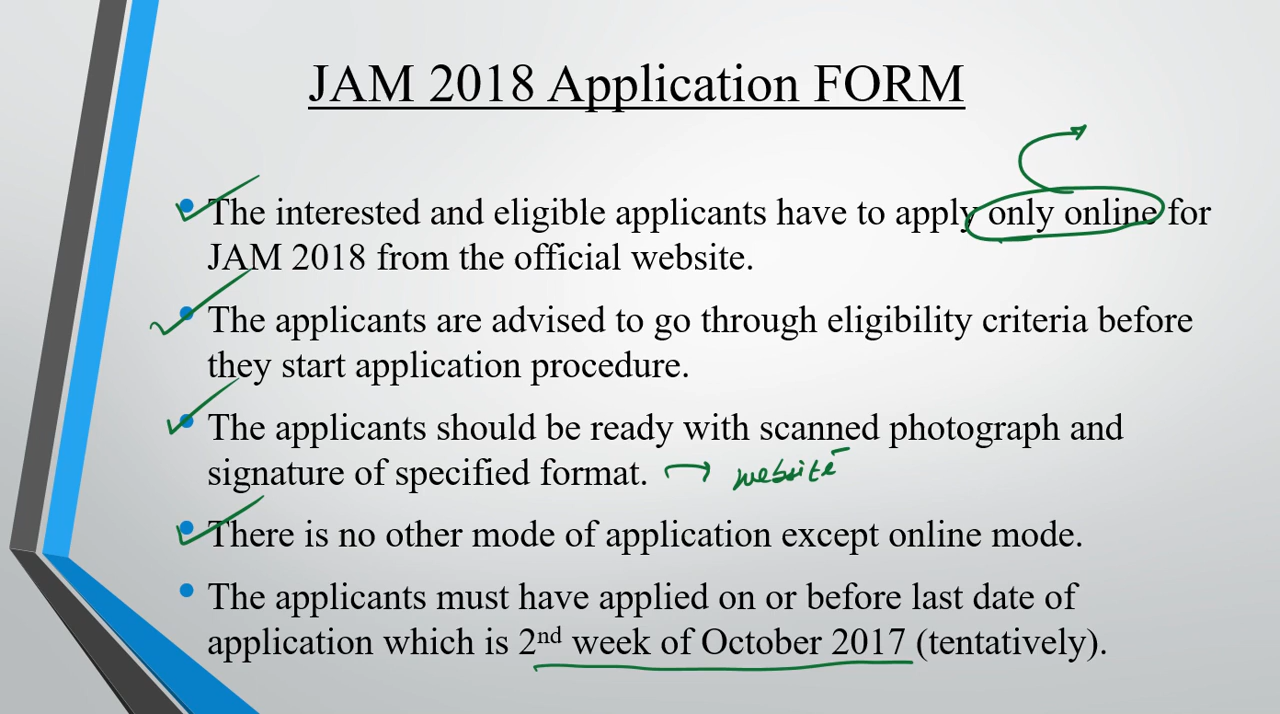 JAM 2018 Application FORM
• The interested and eligible applicants have to apply only online for
JAM 2018 from the official website.
• The applicants are advised to go through eligibility criteria before
they start application procedure.
• The applicants should be ready with scanned photograph and
signature of specified format. → website
• There is no other mode of application except online mode.
• The applicants must have applied on or before last date of
application which is 2nd week of October 2017 (tentatively).